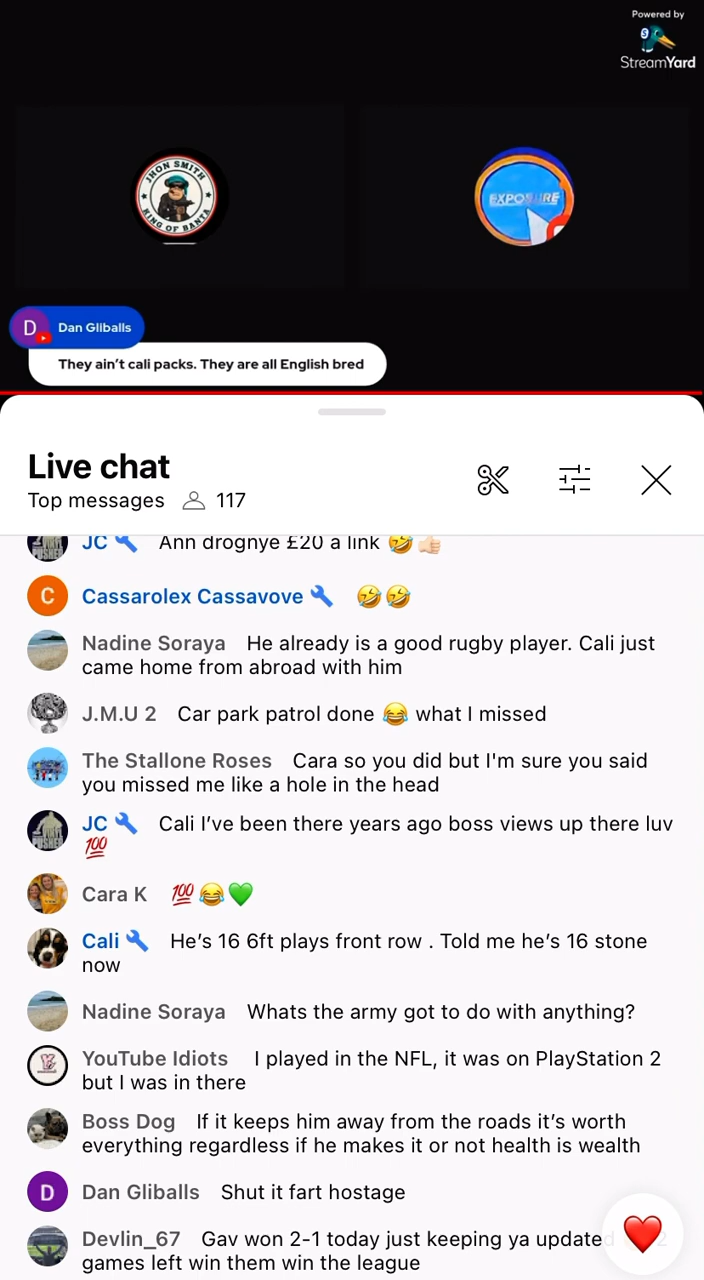 Powered by
StreamYard
JHON SMITH
KING OF BANTA
EXPOSURE
D Dan Gliballs
They ain’t cali packs. They are all English bred
Live chat
Top messages 117
JC 🔧 Ann drognye £20 a link 🤣👍🏻
C Cassarolex Cassavove 🔧 🤣🤣
Nadine Soraya He already is a good rugby player. Cali just
came home from abroad with him
J.M.U 2 Car park patrol done 😂 what I missed
The Stallone Roses Cara so you did but I'm sure you said
you missed me like a hole in the head
JC 🔧 Cali I’ve been there years ago boss views up there luv
💯
Cara K 💯😂💚
Cali 🔧 He’s 16 6ft plays front row . Told me he’s 16 stone
now
Nadine Soraya Whats the army got to do with anything?
YouTube Idiots I played in the NFL, it was on PlayStation 2
but I was in there
Boss Dog If it keeps him away from the roads it’s worth
everything regardless if he makes it or not health is wealth
D Dan Gliballs Shut it fart hostage
Devlin_67 Gav won 2-1 today just keeping ya updated 2
games left win them win the league